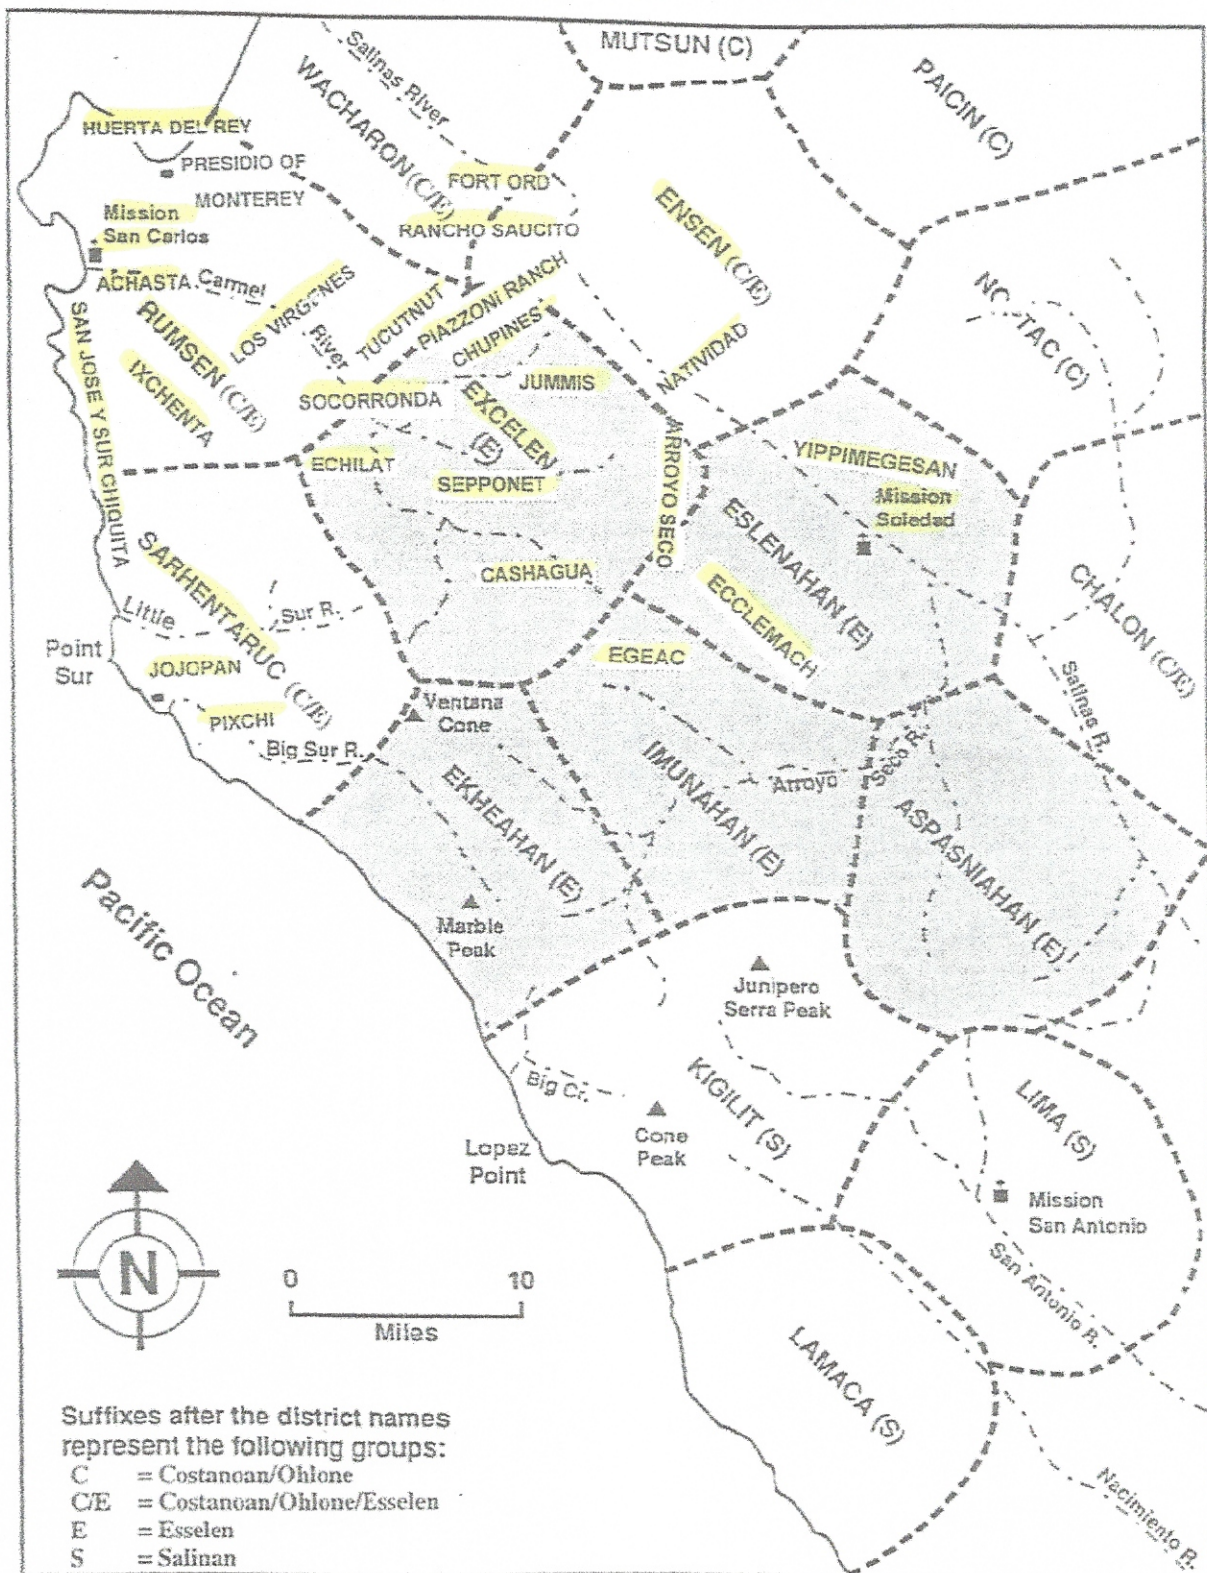 MUTSUN (C)
PAICIN (C)
Salinas River
WACHARON (C/E)
HUERTA DEL REY
PRESIDIO OF
MONTEREY
FORT ORD
RANCHO SAUCITO
ENSEN (C/E)
Mission
San Carlos
ACHASTA
Carmel
River
LOS VIRGENES
TUCUTNUT
PIAZZONI RANCH
CHUPINES
NATIVIDAD
(C)
SAN JOSE Y SUR CHIQUITA
RUMSEN (C/E)
IXCHENTA
SOCORRONDA
JUMMIS
EXCELEN
(E)
ECHILAT
SEPPONET
ARROYO SECO
YIPPIMEGESAN
Mission
Soledad
ESLENAHAN (E)
CASHAGUA
ECCLEMACH
EGEAC
CHALON (C/E)
Salinas R.
SARHENTARUC (C/E)
Little
Sur R.
Point
Sur
JOJOPAN
PIXCHI
Big Sur R.
Ventana
Cone
EKHEAHAN (E)
IMUNAHAN (E)
Arroyo
Seco R.
ASPASNIAHAN (E)
Marble
Peak
Pacific Ocean
Junipero
Serra Peak
Big Cr.
KIGILIT (S)
LIMA (S)
Cone
Peak
Lopez
Point
Mission
San Antonio
San Antonio R.
N
0 10
Miles
LAMACA (S)
Nacimiento R.
Suffixes after the district names
represent the following groups:
C = Costanoan/Ohlone
C/E = Costanoan/Ohlone/Esselen
E = Esselen
S = Salinan